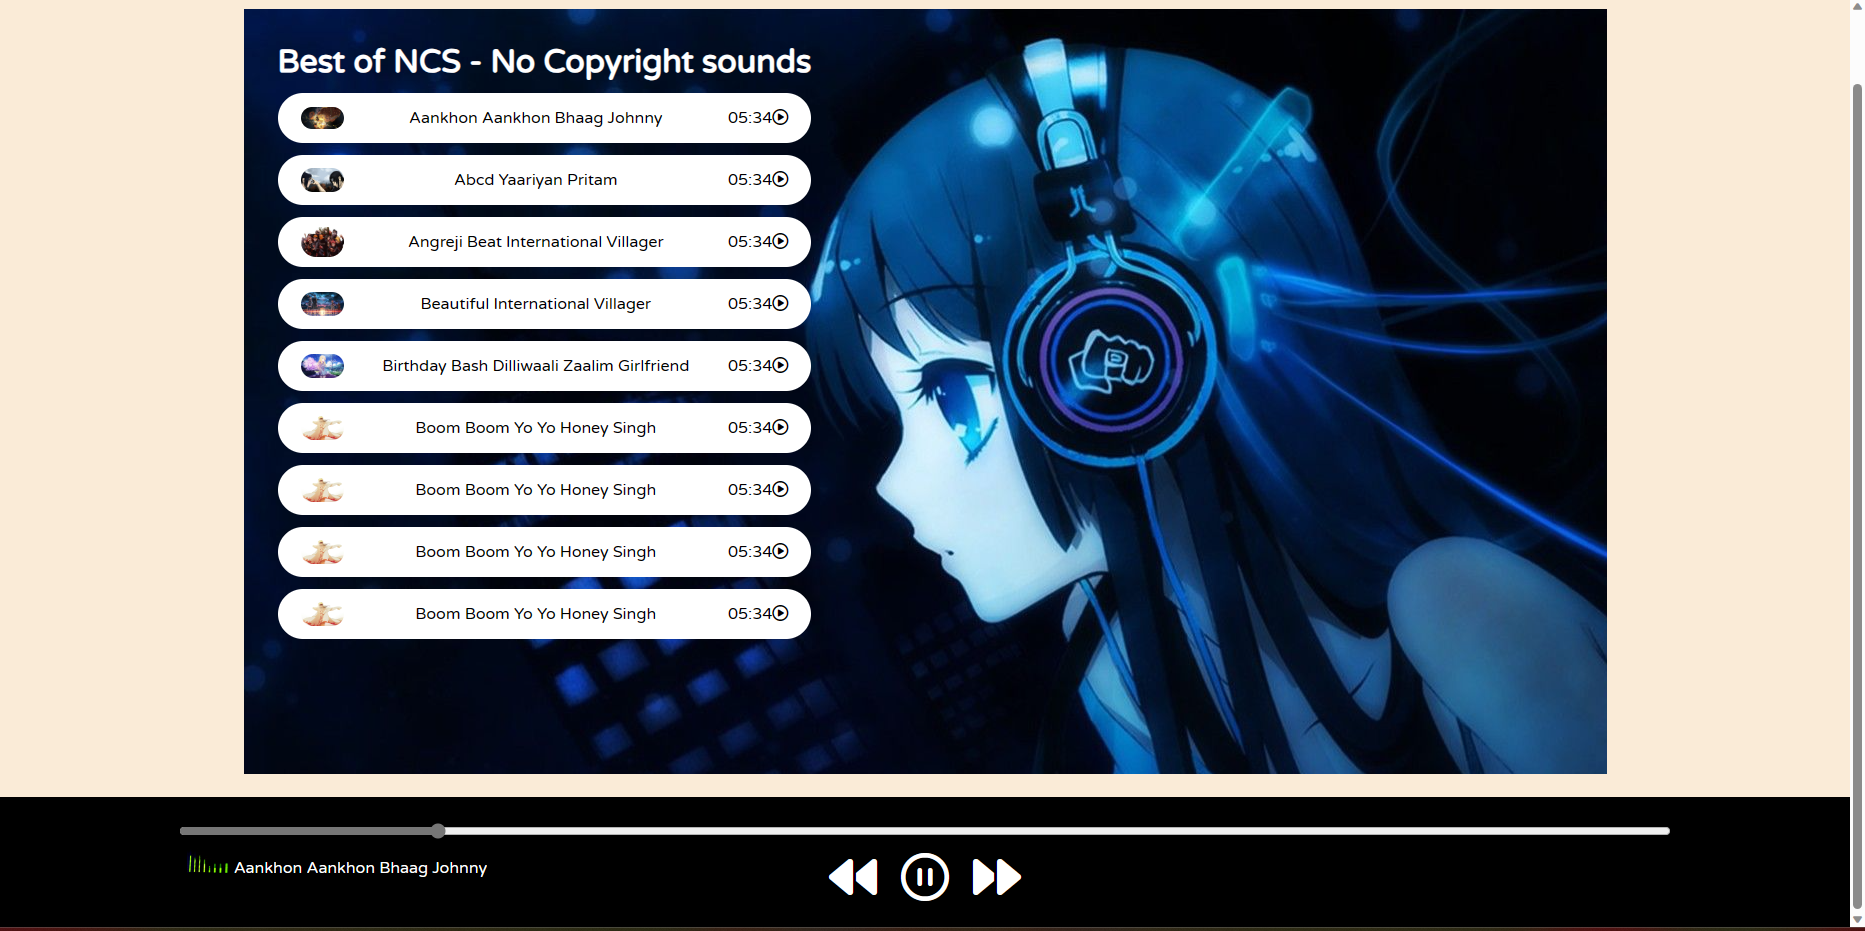 Best of NCS - No Copyright sounds
Aankhon Aankhon Bhaag Johnny 05:34
Abcd Yaariyan Pritam 05:34
Angreji Beat International Villager 05:34
Beautiful International Villager 05:34
Birthday Bash Dilliwaali Zaalim Girlfriend 05:34
Boom Boom Yo Yo Honey Singh 05:34
Boom Boom Yo Yo Honey Singh 05:34
Boom Boom Yo Yo Honey Singh 05:34
Boom Boom Yo Yo Honey Singh 05:34
Aankhon Aankhon Bhaag Johnny